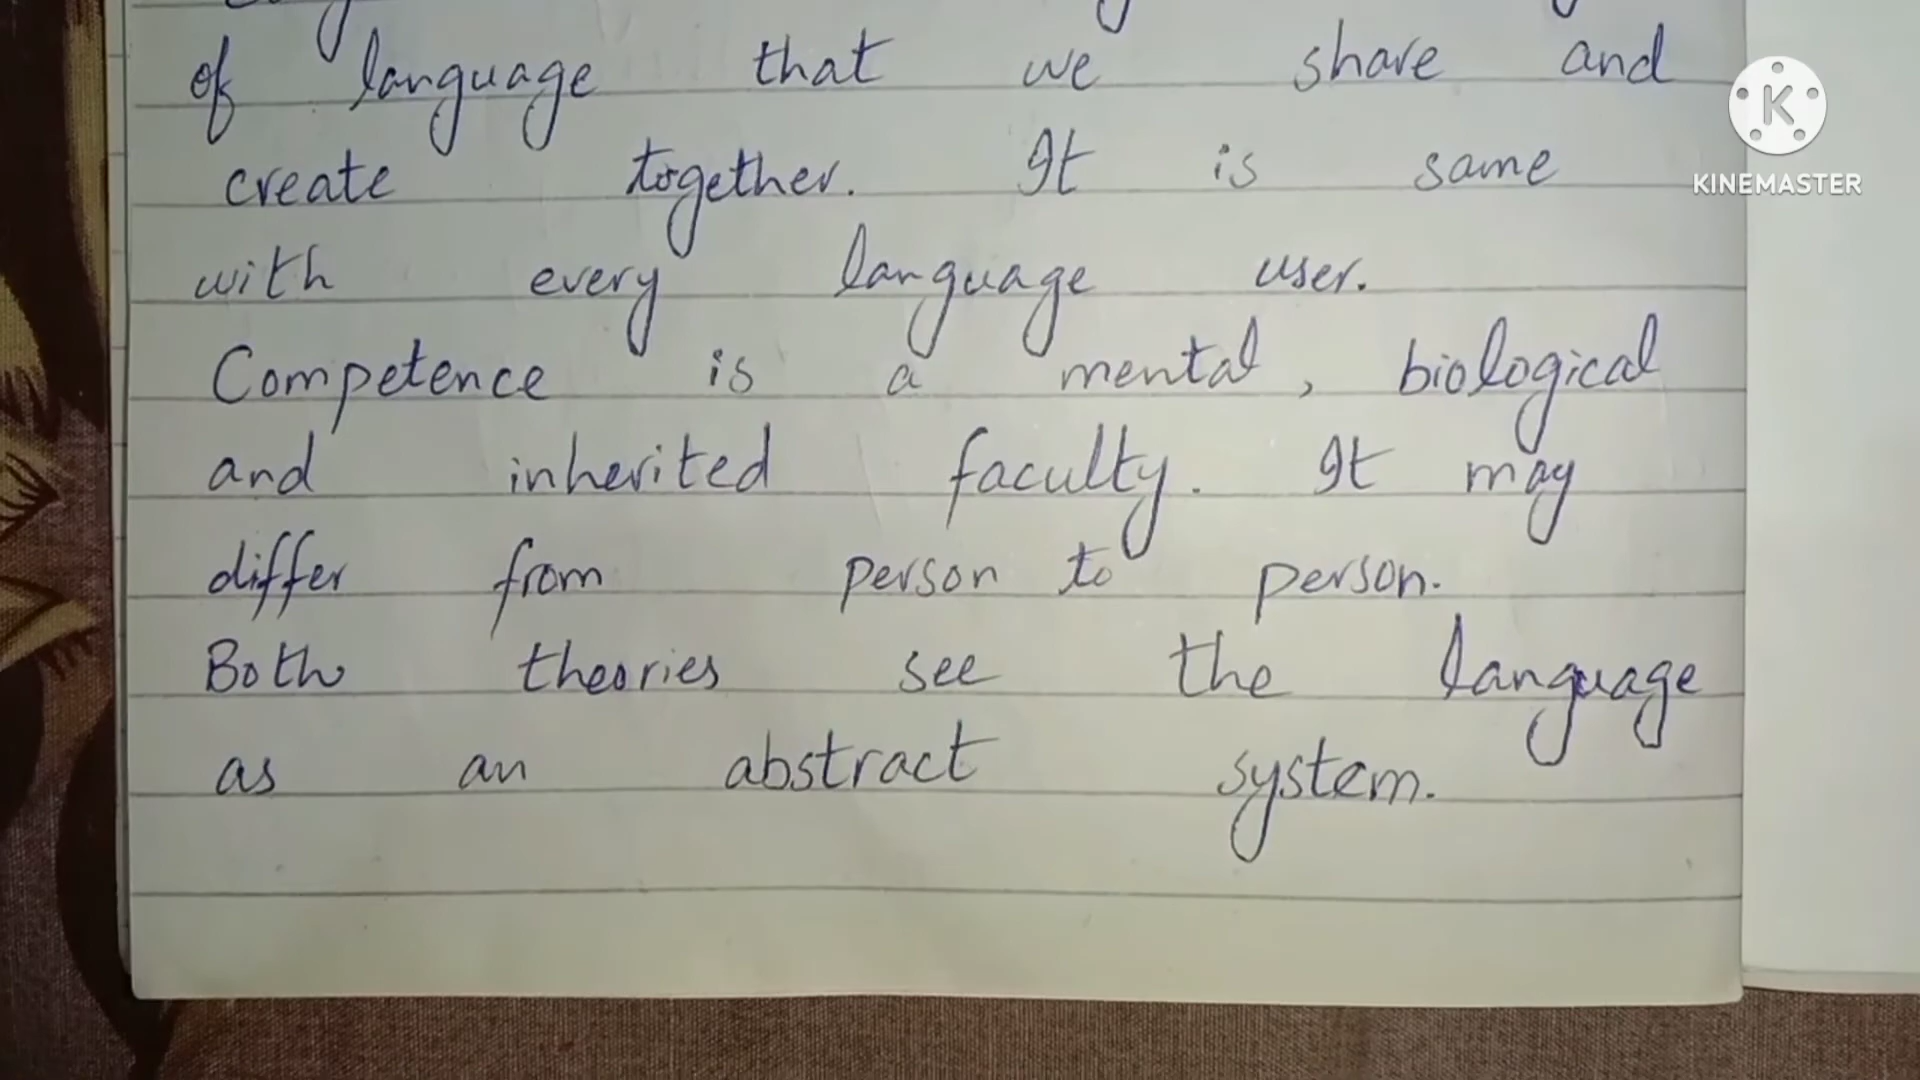 of language that we share and
create together. It is same
with every language user.
Competence is a mental, biological
and inherited faculty. It may
differ from person to person.
Both theories see the language
as an abstract system.
K
KINEMASTER